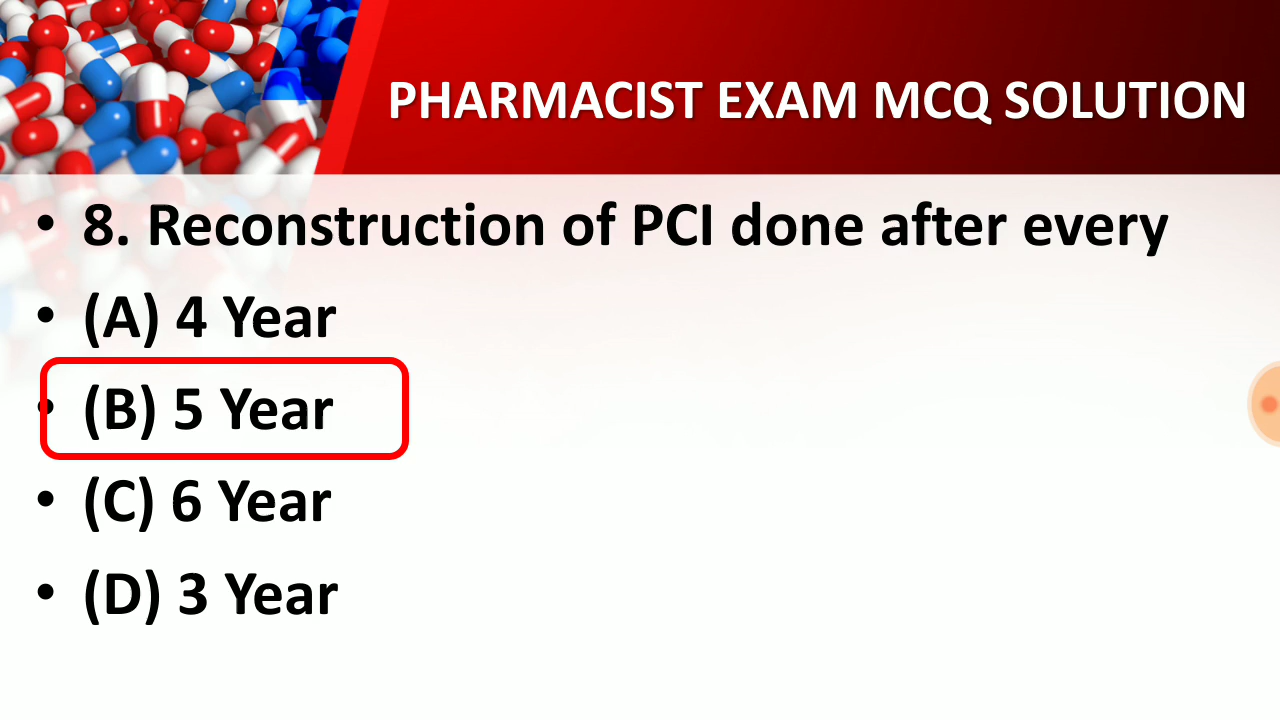 PHARMACIST EXAM MCQ SOLUTION
• 8. Reconstruction of PCI done after every
• (A) 4 Year
• (B) 5 Year
• (C) 6 Year
• (D) 3 Year